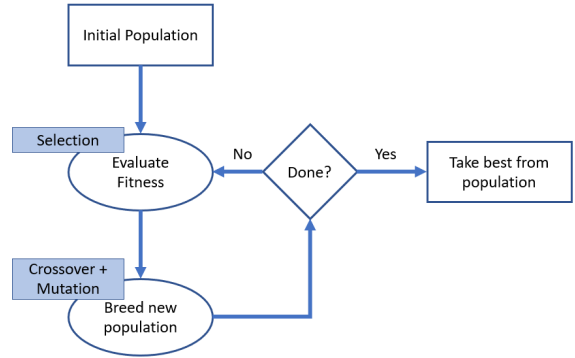 Initial Population
Selection
Evaluate
Fitness
No
Done?
Yes
Take best from
population
Crossover +
Mutation
Breed new
population